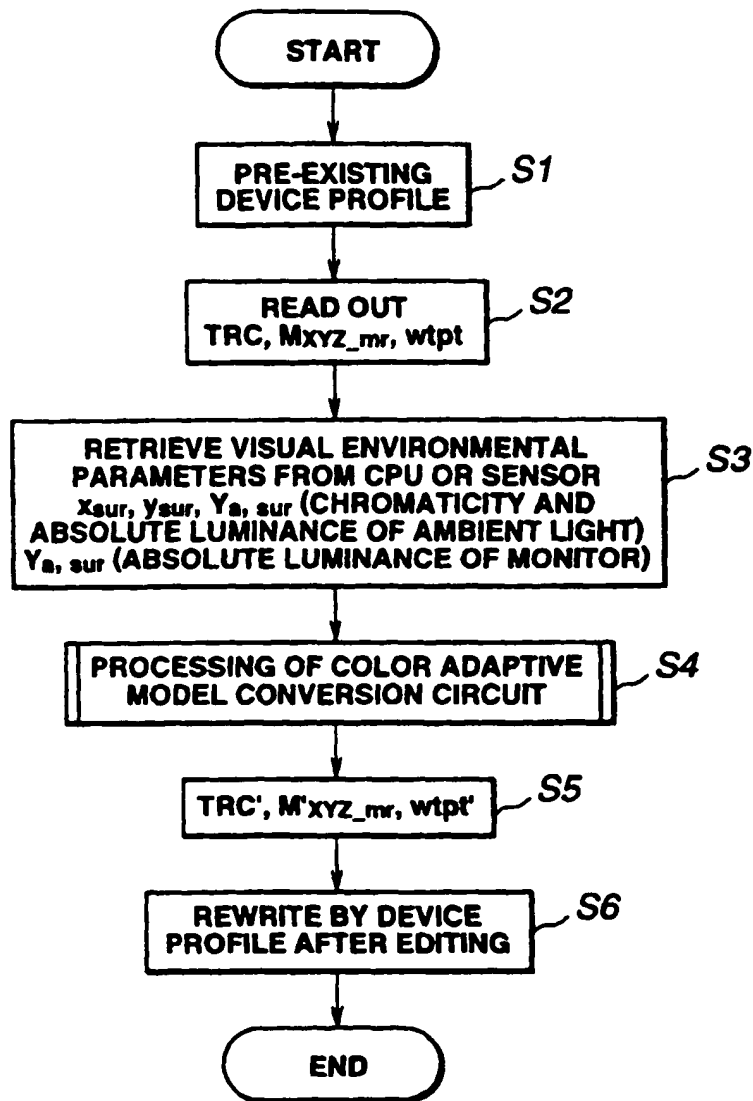 START
PRE-EXISTING
DEVICE PROFILE
S1
READ OUT
TRC, MXYZ_mr, wtpt
S2
RETRIEVE VISUAL ENVIRONMENTAL
PARAMETERS FROM CPU OR SENSOR
xsur, ysur, Ya, sur (CHROMATICITY AND
ABSOLUTE LUMINANCE OF AMBIENT LIGHT)
Ya, sur (ABSOLUTE LUMINANCE OF MONITOR)
S3
PROCESSING OF COLOR ADAPTIVE
MODEL CONVERSION CIRCUIT
S4
TRC', M'XYZ_mr, wtpt'
S5
REWRITE BY DEVICE
PROFILE AFTER EDITING
S6
END